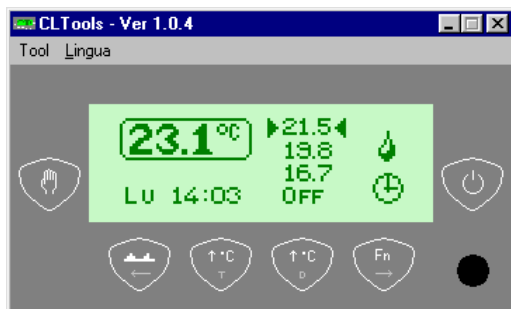 CLTools - Ver 1.0.4
Tool Lingua
23.1°C
21.5
19.8
16.7
OFF
Lu 14:03
↑°C
T
↑°C
D
Fn